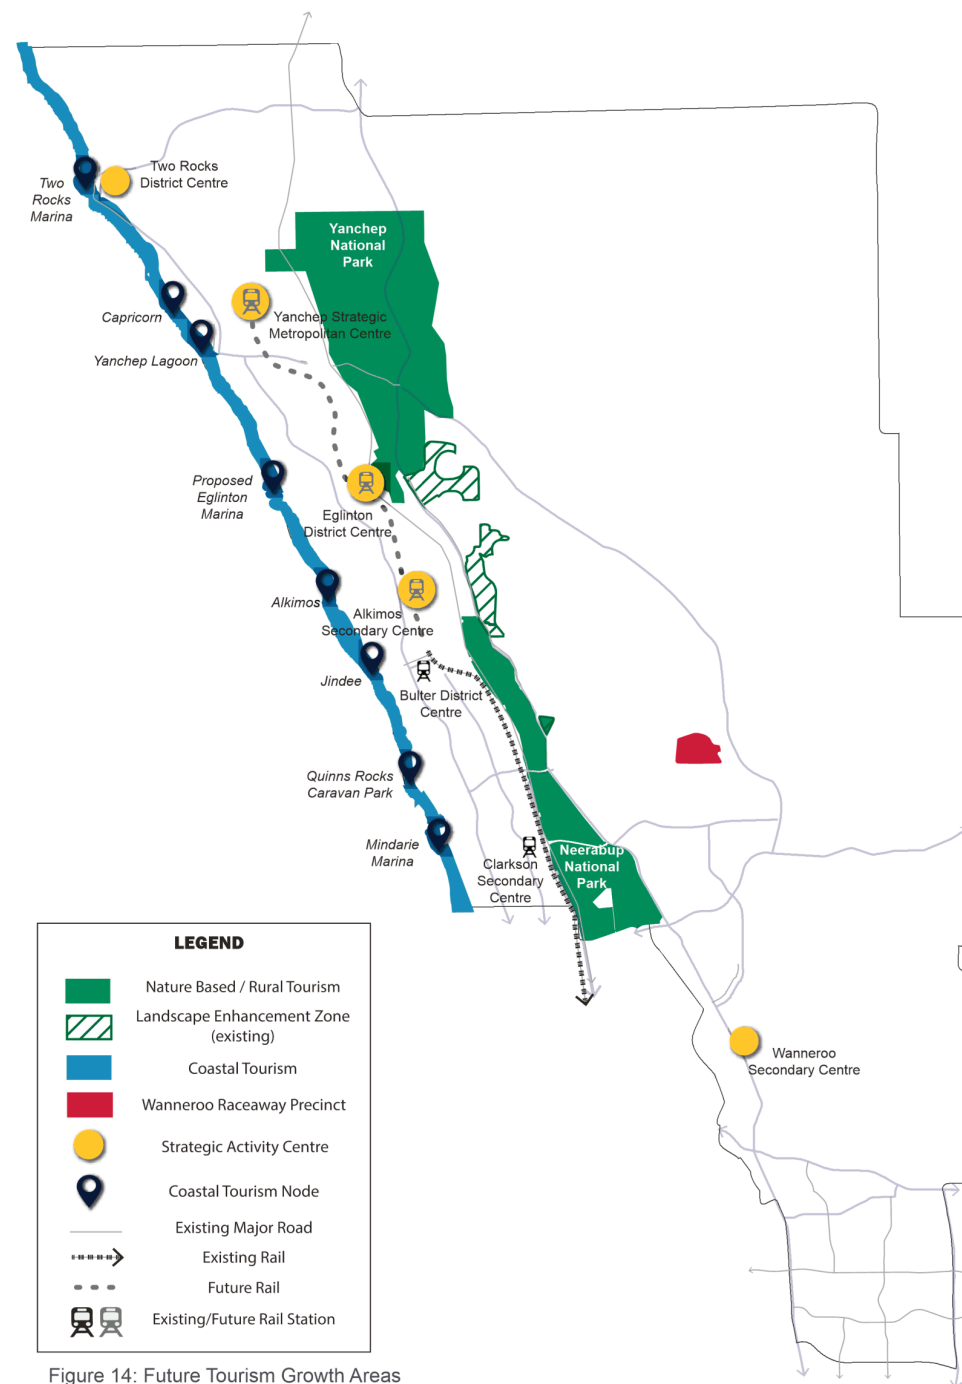 Two Rocks
District Centre
Two
Rocks
Marina
Yanchep
National
Park
Capricorn
Yanchep Strategic
Metropolitan Centre
Yanchep Lagoon
Proposed
Eglinton
Marina
Eglinton
District Centre
Alkimos
Alkimos
Secondary Centre
Jindee
Bulter District
Centre
Quinns Rocks
Caravan Park
Mindarie
Marina
Clarkson
Secondary
Centre
Neerabup
National
Park
Wanneroo
Secondary Centre
LEGEND
Nature Based / Rural Tourism
Landscape Enhancement Zone
(existing)
Coastal Tourism
Wanneroo Raceaway Precinct
Strategic Activity Centre
Coastal Tourism Node
Existing Major Road
Existing Rail
Future Rail
Existing/Future Rail Station
Figure 14: Future Tourism Growth Areas